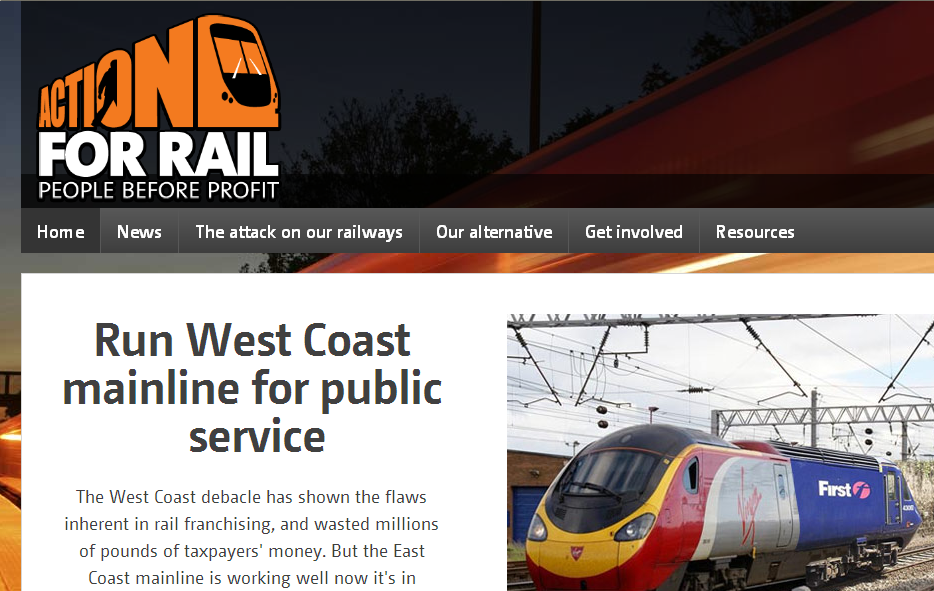 ACTION
FOR RAIL
PEOPLE BEFORE PROFIT
Home News The attack on our railways Our alternative Get involved Resources
Run West Coast
mainline for public
service
The West Coast debacle has shown the flaws
inherent in rail franchising, and wasted millions
of pounds of taxpayers' money. But the East
Coast mainline is working well now it's in
Virgin
First